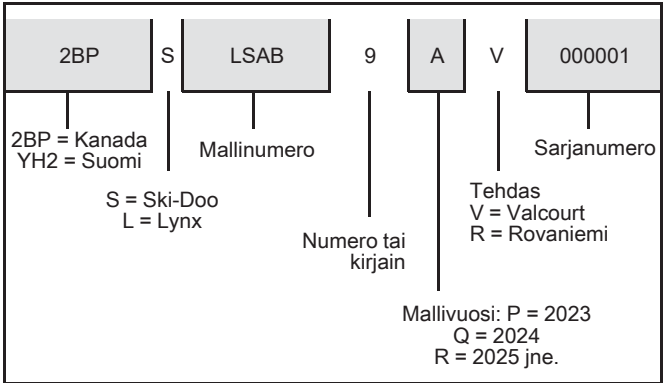 2BP S LSAB 9 A V 000001
2BP = Kanada
YH2 = Suomi
Mallinumero
Sarjanumero
S = Ski-Doo
L = Lynx
Tehdas
V = Valcourt
R = Rovaniemi
Numero tai
kirjain
Mallivuosi: P = 2023
Q = 2024
R = 2025 jne.